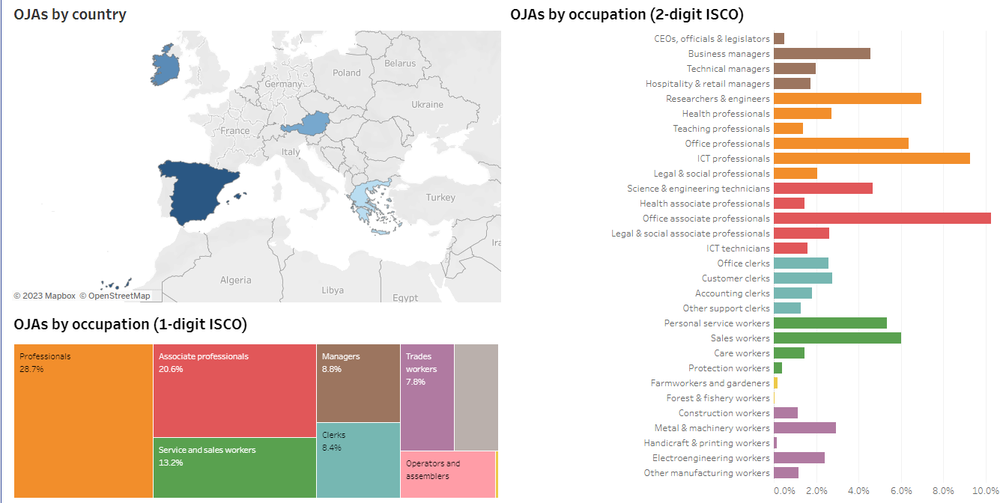 OJAs by country
Belarus
Poland
Germany
Ukraine
France
Italy
Turkey
Ira
Algeria
Libya
Egypt
© 2023 Mapbox © OpenStreetMap
OJAs by occupation (1-digit ISCO)
Professionals
28.7%
Associate professionals
20.6%
Service and sales workers
13.2%
Managers
8.8%
Clerks
8.4%
Trades
workers
7.8%
Operators and
assemblers
OJAs by occupation (2-digit ISCO)
CEOs, officials & legislators
Business managers
Technical managers
Hospitality & retail managers
Researchers & engineers
Health professionals
Teaching professionals
Office professionals
ICT professionals
Legal & social professionals
Science & engineering technicians
Health associate professionals
Office associate professionals
Legal & social associate professionals
ICT technicians
Office clerks
Customer clerks
Accounting clerks
Other support clerks
Personal service workers
Sales workers
Care workers
Protection workers
Farmworkers and gardeners
Forest & fishery workers
Construction workers
Metal & machinery workers
Handicraft & printing workers
Electroengineering workers
Other manufacturing workers
0.0% 2.0% 4.0% 6.0% 8.0% 10.0%